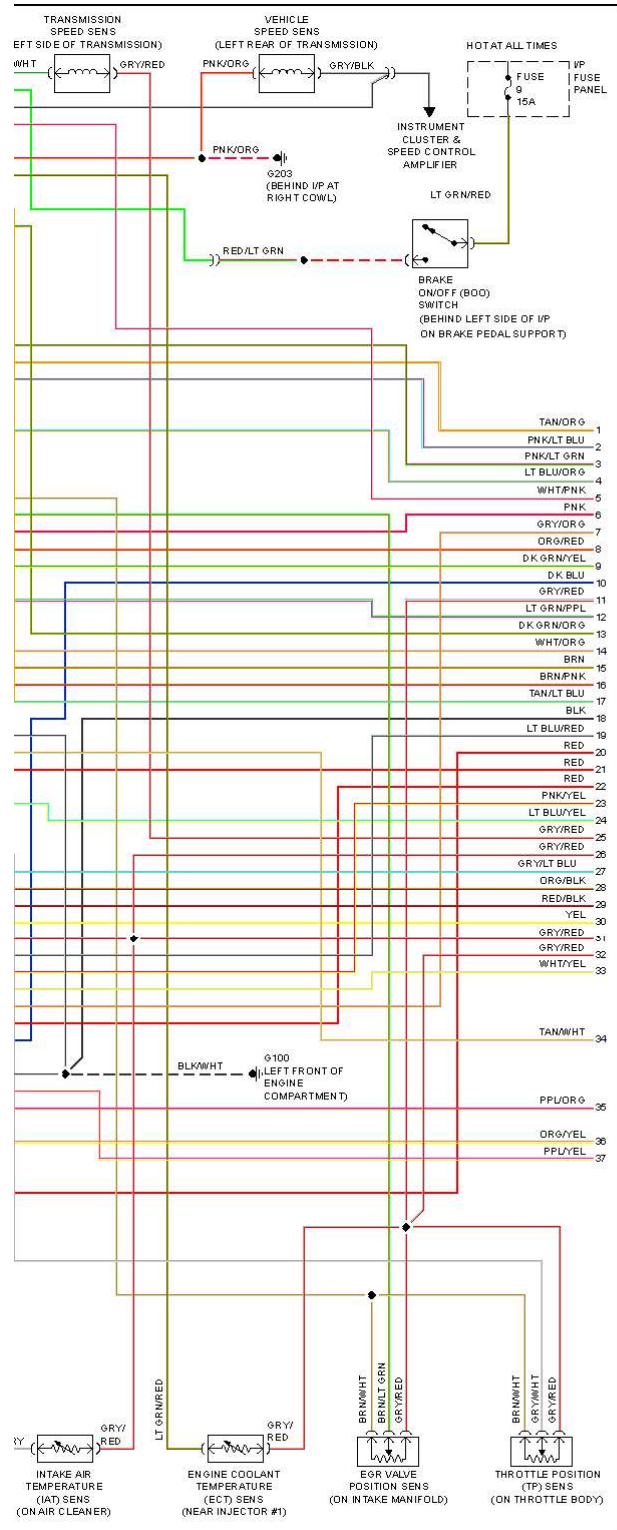 TRANSMISSION
SPEED SENS
EFT SIDE OF TRANSMISSION)
VEHICLE
SPEED SENS
(LEFT REAR OF TRANSMISSION)
HOT AT ALL TIMES
WHT
GRY/RED
PNK/ORG
GRY/BLK
FUSE
9
15A
I/P
FUSE
PANEL
INSTRUMENT
CLUSTER &
SPEED CONTROL
AMPLIFIER
PNK/ORG
G203
(BEHIND I/P AT
RIGHT COWL)
LT GRN/RED
RED/LT GRN
BRAKE
ON/OFF (BOO)
SWITCH
(BEHIND LEFT SIDE OF I/P
ON BRAKE PEDAL SUPPORT)
TAN/ORG 1
PNK/LT BLU 2
PNK/LT GRN 3
LT BLU/ORG 4
WHT/PNK 5
PNK 6
GRY/ORG 7
ORG/RED 8
DK GRN/YEL 9
DK BLU 10
GRY/RED 11
LT GRN/PPL 12
DK GRN/ORG 13
WHT/ORG 14
BRN 15
BRN/PNK 16
TAN/LT BLU 17
BLK 18
LT BLU/RED 19
RED 20
RED 21
RED 22
PNK/YEL 23
LT BLU/YEL 24
GRY/RED 25
GRY/RED 26
GRY/LT BLU 27
ORG/BLK 28
RED/BLK 29
YEL 30
GRY/RED 31
GRY/RED 32
WHT/YEL 33
TAN/WHT 34
BLK/WHT
G100
(LEFT FRONT OF
ENGINE
COMPARTMENT)
PPL/ORG 35
ORG/YEL 36
PPL/YEL 37
RY
GRY/
RED
LT GRN/RED
GRY/
RED
BRN/WHT
BRN/LT GRN
GRY/RED
BRN/WHT
GRY/WHT
GRY/RED
INTAKE AIR
TEMPERATURE
(IAT) SENS
(ON AIR CLEANER)
ENGINE COOLANT
TEMPERATURE
(ECT) SENS
(NEAR INJECTOR #1)
EGR VALVE
POSITION SENS
(ON INTAKE MANIFOLD)
THROTTLE POSITION
(TP) SENS
(ON THROTTLE BODY)